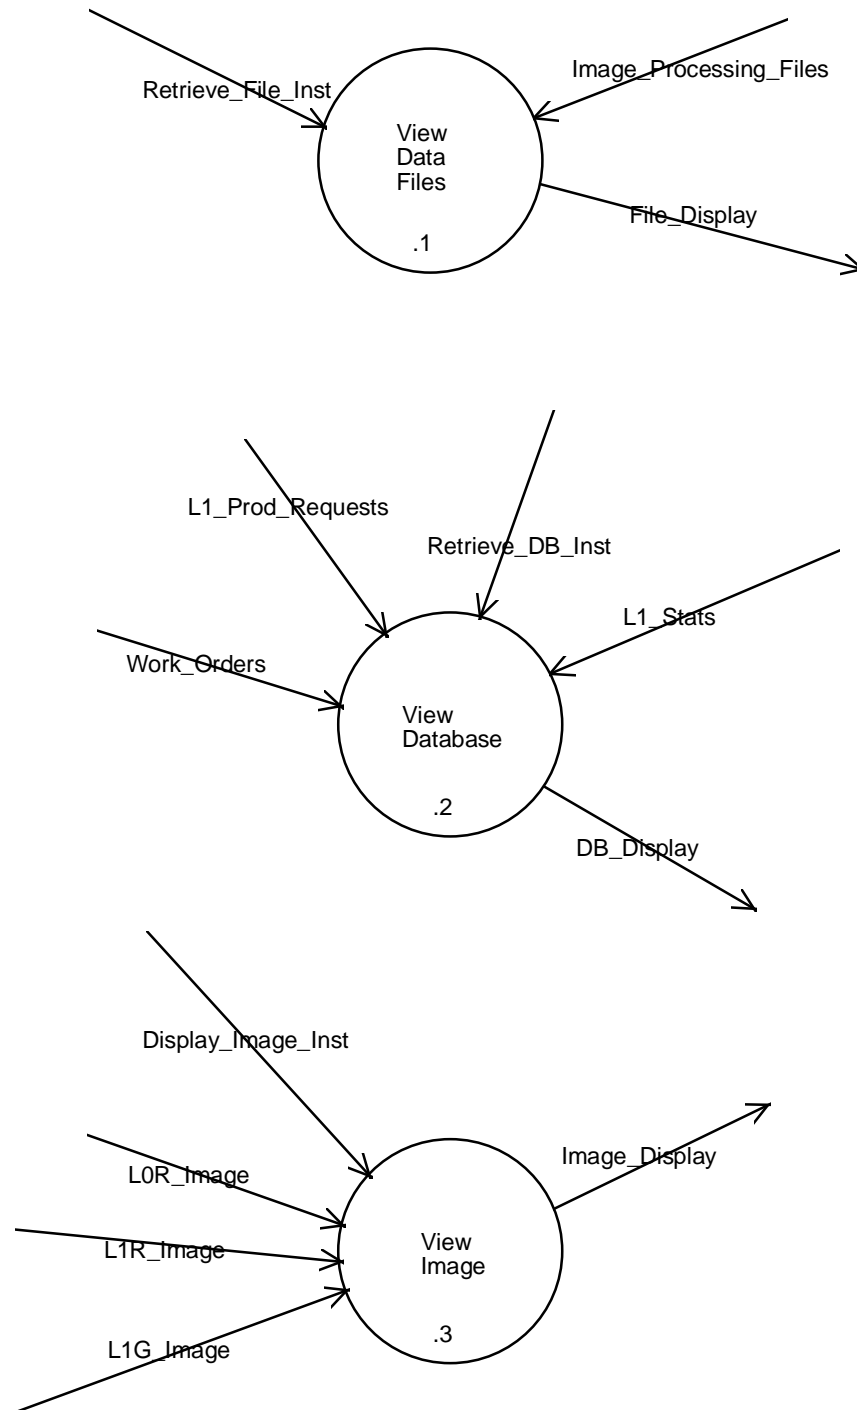 Image_Processing_Files
Retrieve_File_Inst
View
Data
Files
File_Display
.1
L1_Prod_Requests
Retrieve_DB_Inst
L1_Stats
Work_Orders
View
Database
.2
DB_Display
Display_Image_Inst
Image_Display
L0R_Image
L1R_Image
View
Image
.3
L1G_Image